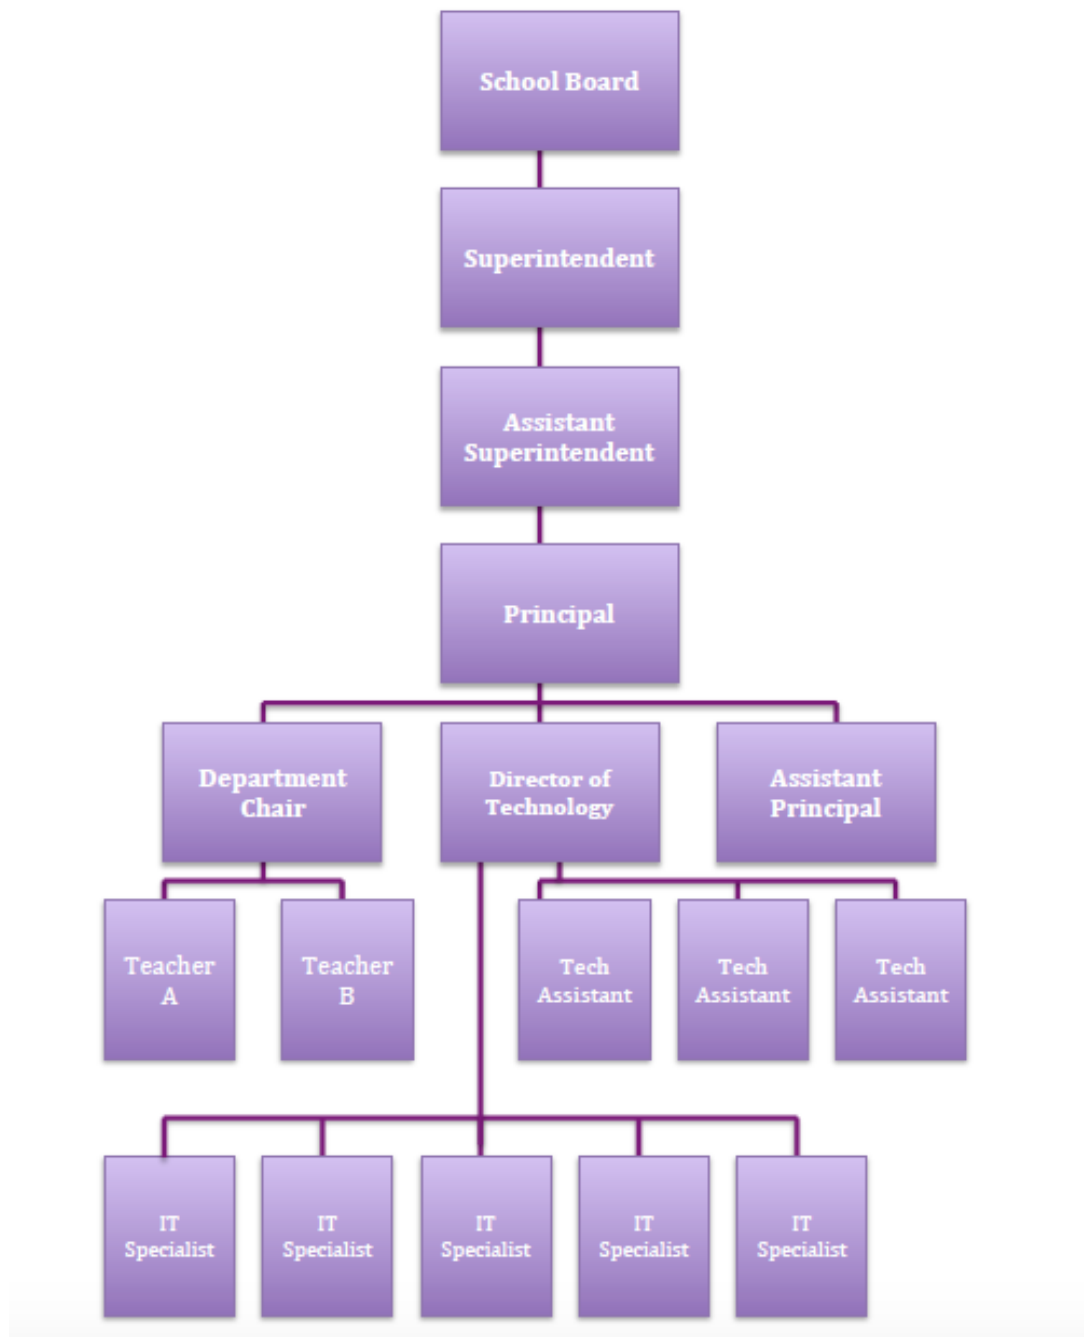 School Board
Superintendent
Assistant
Superintendent
Principal
Department
Chair
Director of
Technology
Assistant
Principal
Teacher
A
Teacher
B
Tech
Assistant
Tech
Assistant
Tech
Assistant
IT
Specialist
IT
Specialist
IT
Specialist
IT
Specialist
IT
Specialist